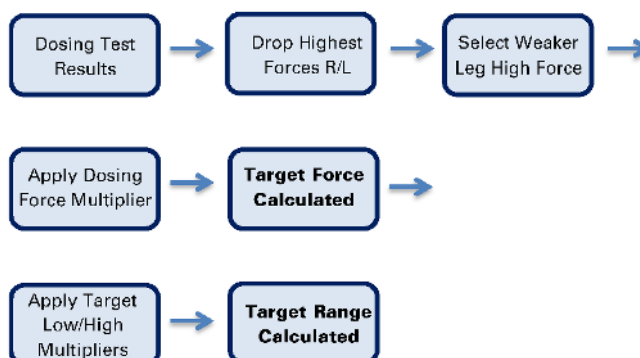 Dosing Test
Results
Drop Highest
Forces R/L
Select Weaker
Leg High Force
Apply Dosing
Force Multiplier
Target Force
Calculated
Apply Target
Low/High
Multipliers
Target Range
Calculated